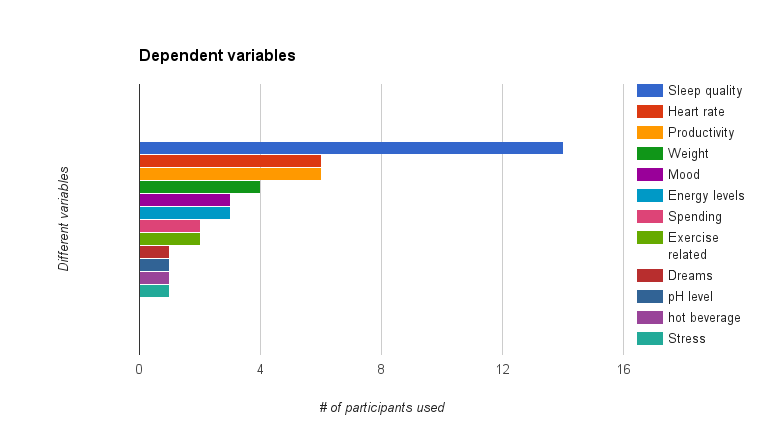 Dependent variables
Different variables
Sleep quality
Heart rate
Productivity
Weight
Mood
Energy levels
Spending
Exercise
related
Dreams
pH level
hot beverage
Stress
0 4 8 12 16
# of participants used